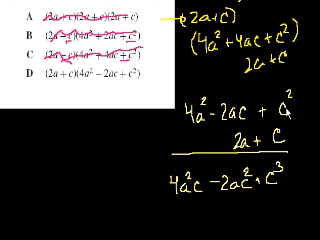 A (2a + c)(2a + c)(2a + c)
B (2a − c)(4a² + 2ac + c²)
C (2a − c)(4a² + 4ac + c²)
D (2a + c)(4a² − 2ac + c²)
(2a+c)
(4a² + 4ac + c²)
2a + c
4a² - 2ac + c²
2a + c
4a²c - 2ac² + c³